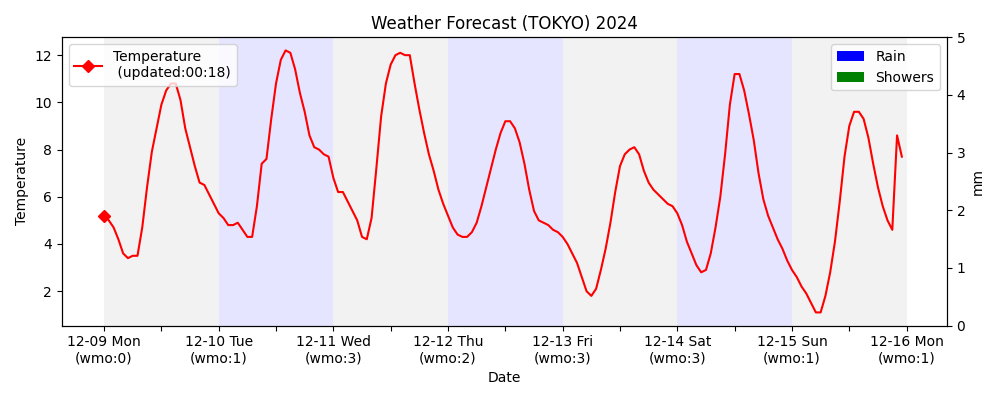 Weather Forecast (TOKYO) 2024
Temperature
(updated:00:18)
Rain
Showers
12
10
8
6
4
2
Temperature
5
4
3
2
1
0
mm
12-09 Mon
(wmo:0)
12-10 Tue
(wmo:1)
12-11 Wed
(wmo:3)
12-12 Thu
(wmo:2)
12-13 Fri
(wmo:3)
12-14 Sat
(wmo:3)
12-15 Sun
(wmo:1)
12-16 Mon
(wmo:1)
Date